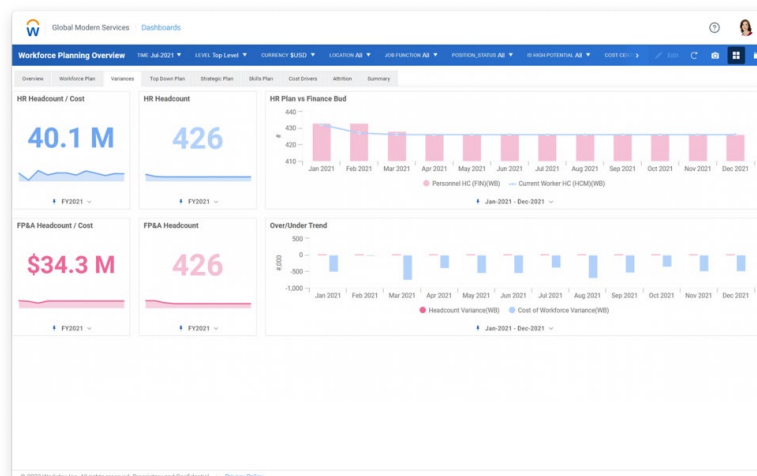 Global Modern Services / Dashboards
Workforce Planning Overview TIME Jul-2021 LEVEL Top Level CURRENCY $USD LOCATION All JOB FUNCTION All POSITION_STATUS All ID HIGH POTENTIAL All Edit
Overview Workforce Plan Variances Top Down Plan Strategic Plan Skills Plan Cost Drivers Attrition Summary
HR Headcount / Cost
40.1 M
FY2021
HR Headcount
426
FY2021
HR Plan vs Finance Bud
440
430
420
410
#
Jan 2021 Feb 2021 Mar 2021 Apr 2021 May 2021 Jun 2021 Jul 2021 Aug 2021 Sep 2021 Oct 2021 Nov 2021 Dec 2021
Personnel HC (FIN)(WB) Current Worker HC (HCM)(WB)
Jan-2021 - Dec-2021
FP&A Headcount / Cost
$34.3 M
FY2021
FP&A Headcount
426
FY2021
Over/Under Trend
500
0
-500
-1,000
#,000
Jan 2021 Feb 2021 Mar 2021 Apr 2021 May 2021 Jun 2021 Jul 2021 Aug 2021 Sep 2021 Oct 2021 Nov 2021 Dec 2021
Headcount Variance(WB) Cost of Workforce Variance(WB)
Jan-2021 - Dec-2021